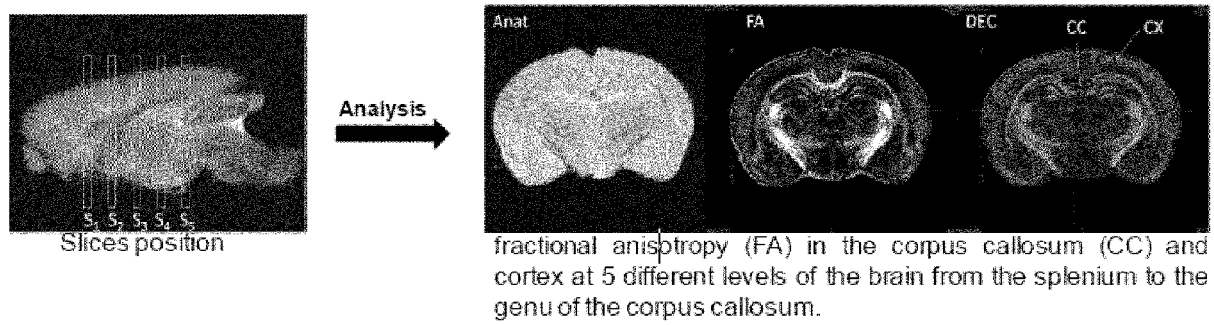 Anat FA DEC CC CX
Analysis
S1 S2 S3 S4 S5
Slices position
fractional anisotropy (FA) in the corpus callosum (CC) and
cortex at 5 different levels of the brain from the splenium to the
genu of the corpus callosum.